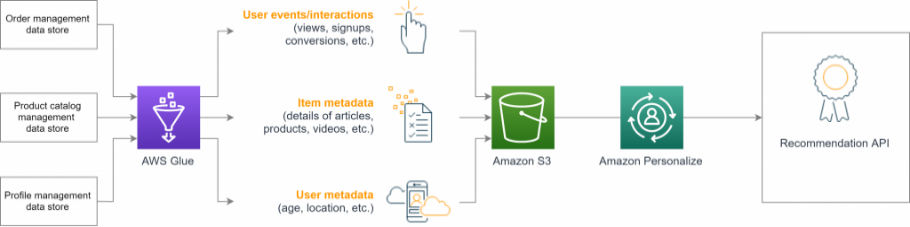 Order management
data store
Product catalog
management
data store
Profile management
data store
AWS Glue
User events/interactions
(views, signups,
conversions, etc.)
Item metadata
(details of articles,
products, videos, etc.)
User metadata
(age, location, etc.)
Amazon S3
Amazon Personalize
Recommendation API